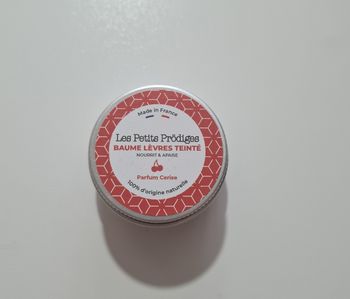 Made in France
Les Petits Prödiges
BAUME LÈVRES TEINTÉ
NOURRIT & APAISE
Parfum Cerise
100% d'origine naturelle